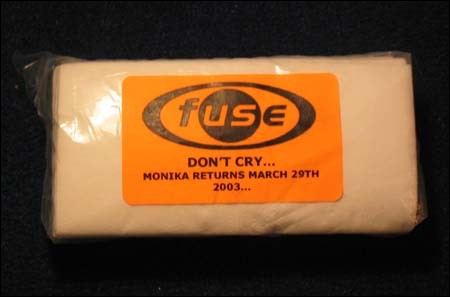 fuse
DON'T CRY...
MONIKA RETURNS MARCH 29TH
2003...